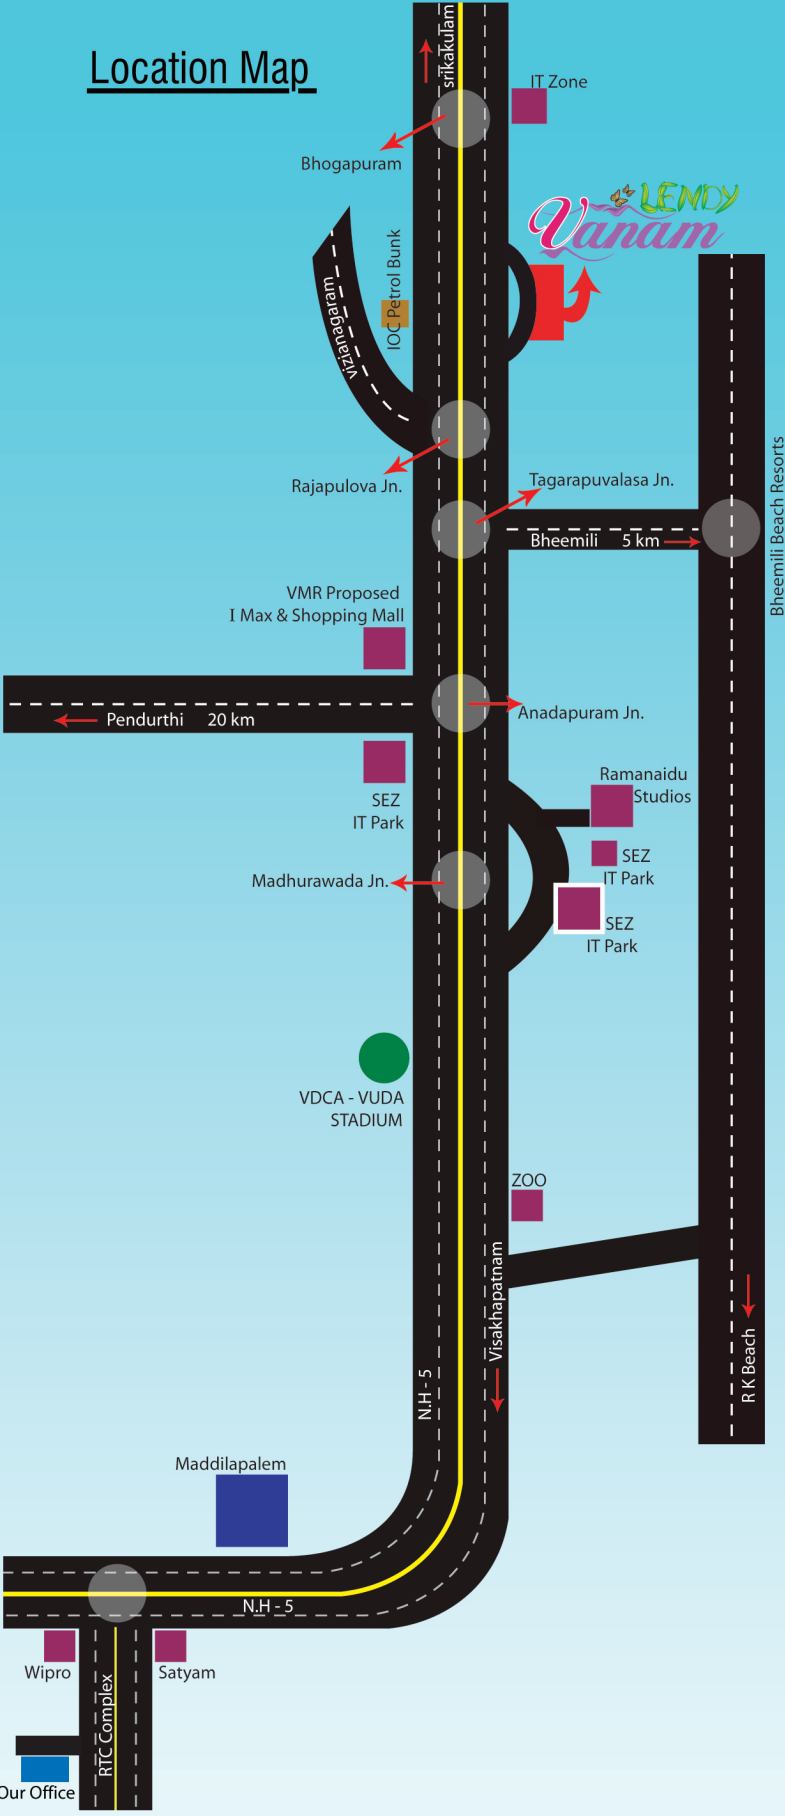 Location Map
srikakulam
IT Zone
Bhogapuram
LENDY
Vanam
IOC Petrol Bunk
vizianagaram
Rajapulova Jn.
Tagarapuvalasa Jn.
Bheemili 5 km
Bheemili Beach Resorts
VMR Proposed
I Max & Shopping Mall
Pendurthi 20 km
Anadapuram Jn.
SEZ
IT Park
Ramanaidu
Studios
SEZ
IT Park
Madhurawada Jn.
SEZ
IT Park
VDCA - VUDA
STADIUM
ZOO
Visakhapatnam
R K Beach
N.H - 5
Maddilapalem
N.H - 5
Wipro
Satyam
RTC Complex
Our Office